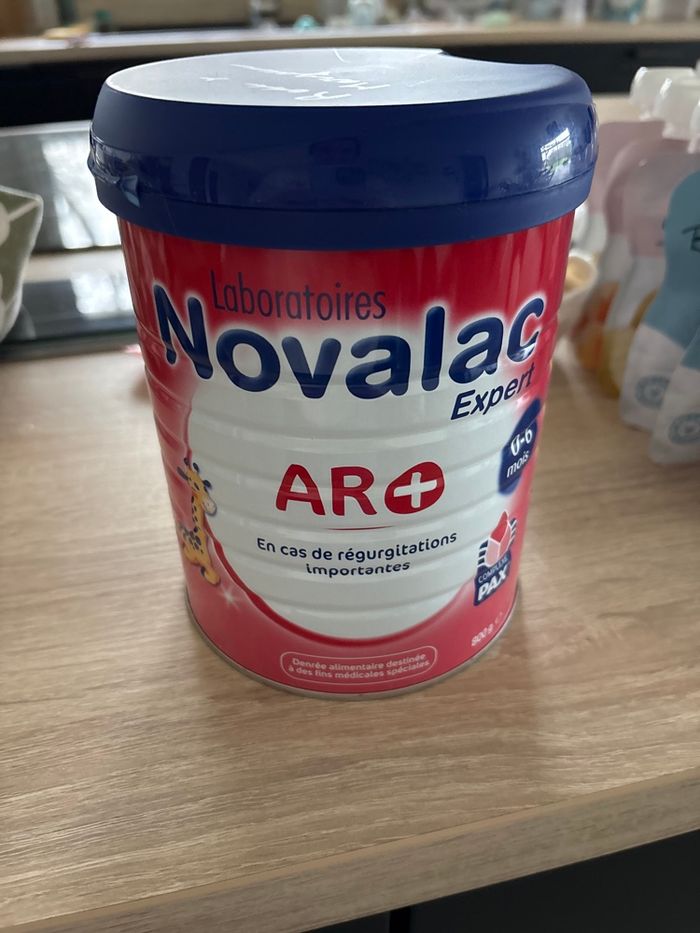 Laboratoires
Novalac
Expert
0-6
mois
AR+
En cas de régurgitations
importantes
COMPLEXE
PAX
800g e
Denrée alimentaire destinée
à des fins médicales spéciales